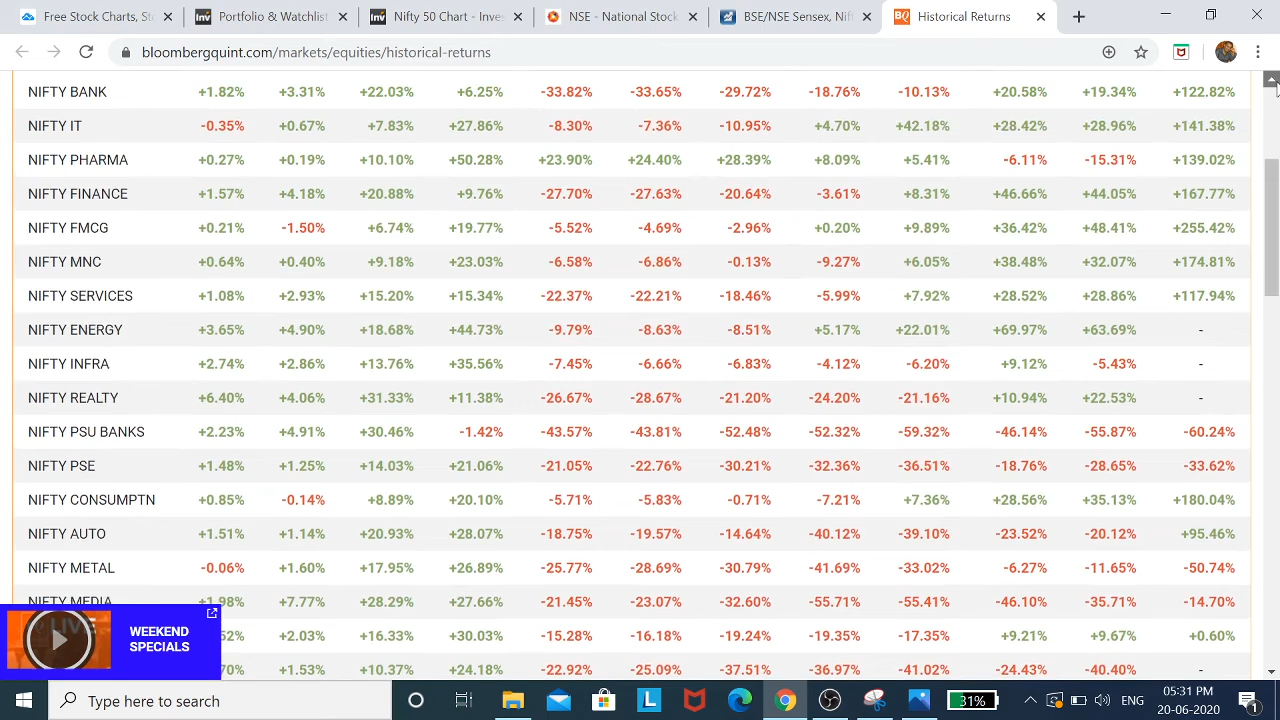 Free Stock Charts, St
Portfolio & Watchlist
Nifty 50 Chart - Inves
NSE - National Stock
BSE/NSE Sensex, Nifty
Historical Returns
bloombergquint.com/markets/equities/historical-returns
NIFTY BANK +1.82% +3.31% +22.03% +6.25% -33.82% -33.65% -29.72% -18.76% -10.13% +20.58% +19.34% +122.82%
NIFTY IT -0.35% +0.67% +7.83% +27.86% -8.30% -7.36% -10.95% +4.70% +42.18% +28.42% +28.96% +141.38%
NIFTY PHARMA +0.27% +0.19% +10.10% +50.28% +23.90% +24.40% +28.39% +8.09% +5.41% -6.11% -15.31% +139.02%
NIFTY FINANCE +1.57% +4.18% +20.88% +9.76% -27.70% -27.63% -20.64% -3.61% +8.31% +46.66% +44.05% +167.77%
NIFTY FMCG +0.21% -1.50% +6.74% +19.77% -5.52% -4.69% -2.96% +0.20% +9.89% +36.42% +48.41% +255.42%
NIFTY MNC +0.64% +0.40% +9.18% +23.03% -6.58% -6.86% -0.13% -9.27% +6.05% +38.48% +32.07% +174.81%
NIFTY SERVICES +1.08% +2.93% +15.20% +15.34% -22.37% -22.21% -18.46% -5.99% +7.92% +28.52% +28.86% +117.94%
NIFTY ENERGY +3.65% +4.90% +18.68% +44.73% -9.79% -8.63% -8.51% +5.17% +22.01% +69.97% +63.69% -
NIFTY INFRA +2.74% +2.86% +13.76% +35.56% -7.45% -6.66% -6.83% -4.12% -6.20% +9.12% -5.43% -
NIFTY REALTY +6.40% +4.06% +31.33% +11.38% -26.67% -28.67% -21.20% -24.20% -21.16% +10.94% +22.53% -
NIFTY PSU BANKS +2.23% +4.91% +30.46% -1.42% -43.57% -43.81% -52.48% -52.32% -59.32% -46.14% -55.87% -60.24%
NIFTY PSE +1.48% +1.25% +14.03% +21.06% -21.05% -22.76% -30.21% -32.36% -36.51% -18.76% -28.65% -33.62%
NIFTY CONSUMPTN +0.85% -0.14% +8.89% +20.10% -5.71% -5.83% -0.71% -7.21% +7.36% +28.56% +35.13% +180.04%
NIFTY AUTO +1.51% +1.14% +20.93% +28.07% -18.75% -19.57% -14.64% -40.12% -39.10% -23.52% -20.12% +95.46%
NIFTY METAL -0.06% +1.60% +17.95% +26.89% -25.77% -28.69% -30.79% -41.69% -33.02% -6.27% -11.65% -50.74%
NIFTY MEDIA +1.98% +7.77% +28.29% +27.66% -21.45% -23.07% -32.60% -55.71% -55.41% -46.10% -35.71% -14.70%
52% +2.03% +16.33% +30.03% -15.28% -16.18% -19.24% -19.35% -17.35% +9.21% +9.67% +0.60%
70% +1.53% +10.37% +24.18% -22.92% -25.09% -37.51% -36.97% -41.02% -24.43% -40.40% -
LIVE
WEEKEND
SPECIALS
Type here to search
31%
ENG
05:31 PM
20-06-2020